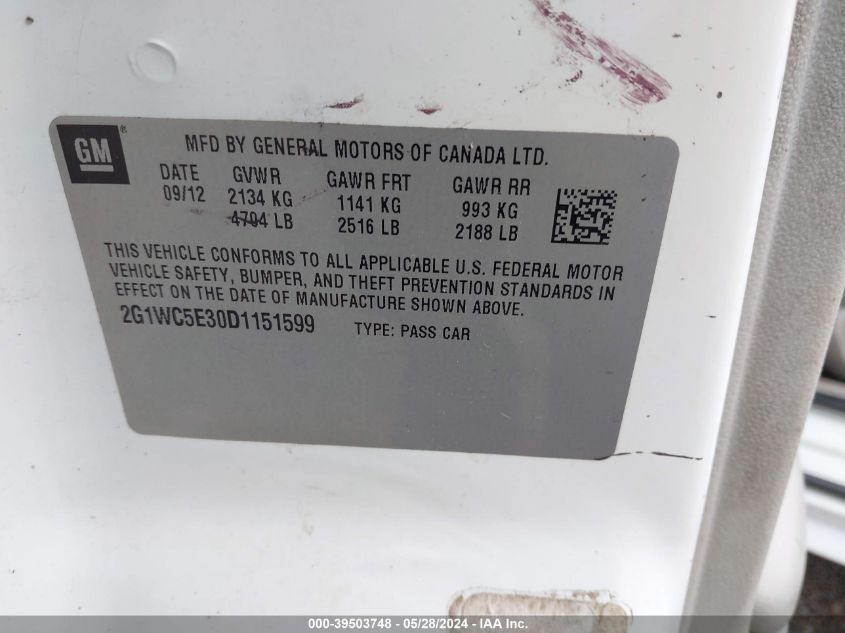 GM ®
MFD BY GENERAL MOTORS OF CANADA LTD.
DATE GVWR GAWR FRT GAWR RR
09/12 2134 KG 1141 KG 993 KG
4704 LB 2516 LB 2188 LB
THIS VEHICLE CONFORMS TO ALL APPLICABLE U.S. FEDERAL MOTOR
VEHICLE SAFETY, BUMPER, AND THEFT PREVENTION STANDARDS IN
EFFECT ON THE DATE OF MANUFACTURE SHOWN ABOVE.
2G1WC5E30D1151599 TYPE: PASS CAR
000-39503748 - 05/28/2024 - IAA Inc.